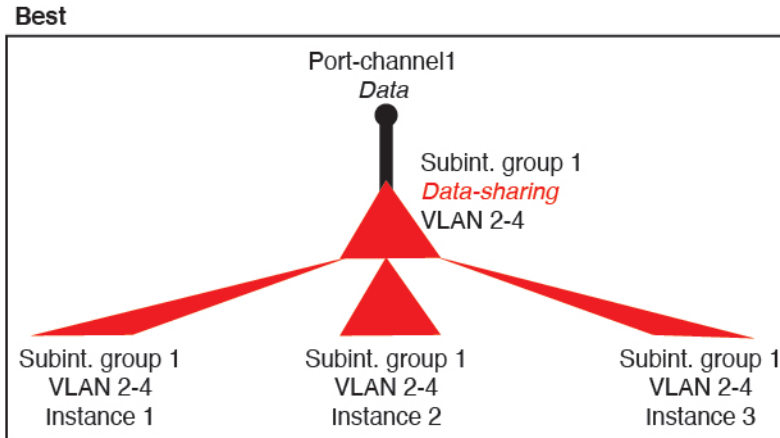 Best
Port-channel1
Data
Subint. group 1
Data-sharing
VLAN 2-4
Subint. group 1
VLAN 2-4
Instance 1
Subint. group 1
VLAN 2-4
Instance 2
Subint. group 1
VLAN 2-4
Instance 3